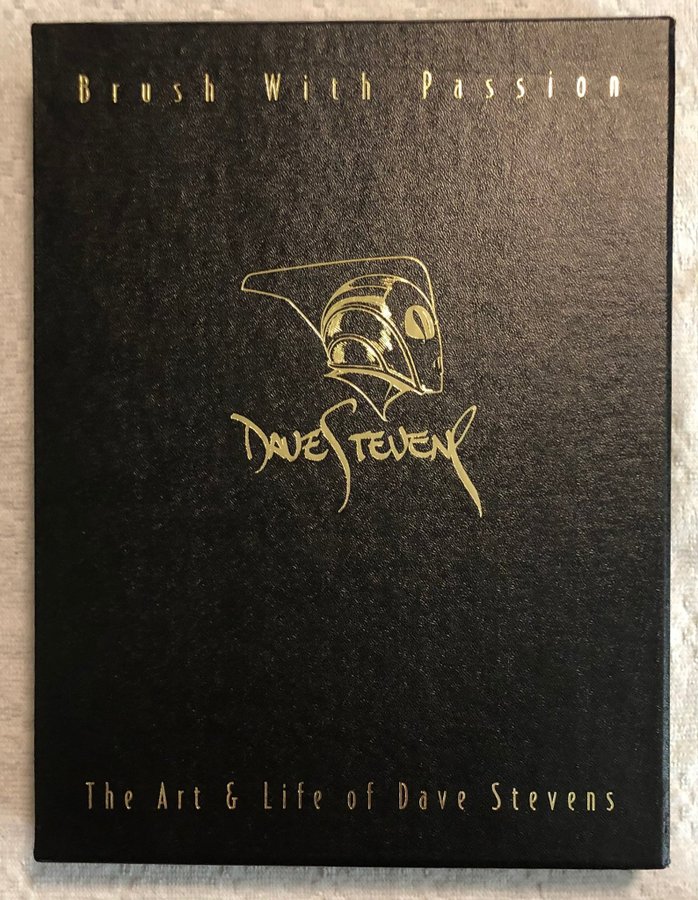 Brush With Passion
Dave Stevens
The Art & Life of Dave Stevens